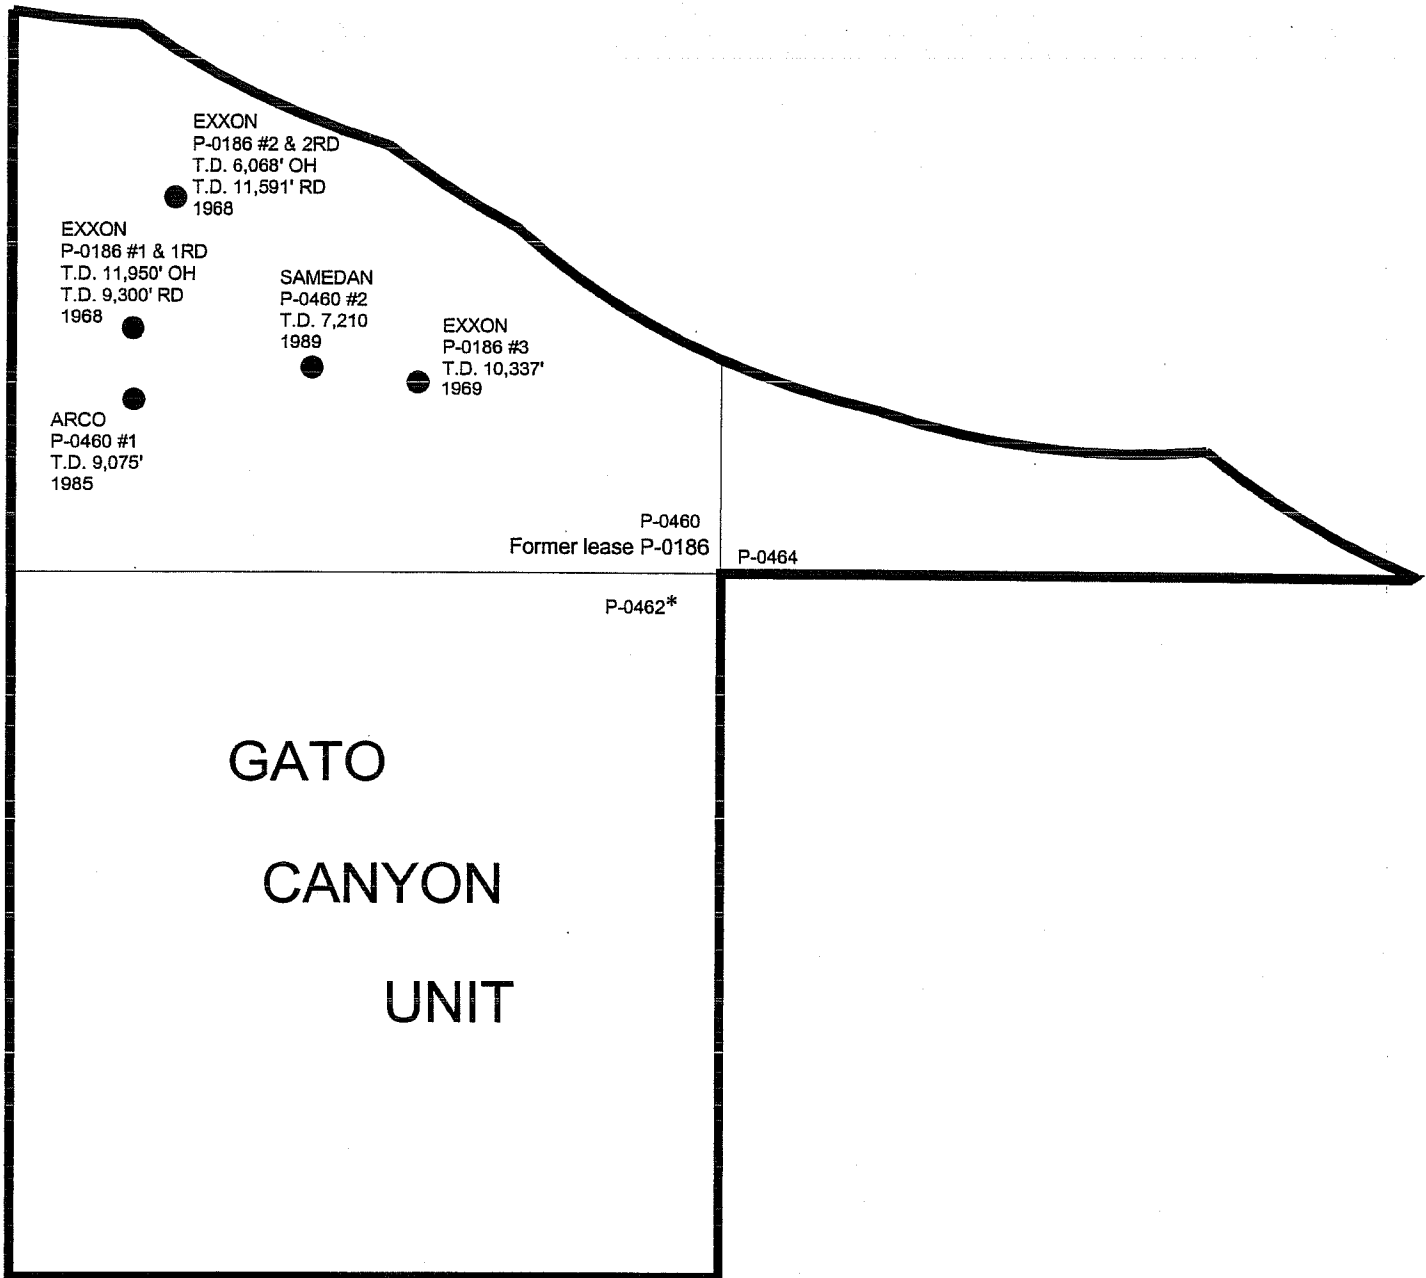 EXXON
P-0186 #2 & 2RD
T.D. 6,068' OH
T.D. 11,591' RD
1968
EXXON
P-0186 #1 & 1RD
T.D. 11,950' OH
T.D. 9,300' RD
1968
SAMEDAN
P-0460 #2
T.D. 7,210
1989
EXXON
P-0186 #3
T.D. 10,337'
1969
ARCO
P-0460 #1
T.D. 9,075'
1985
P-0460
Former lease P-0186
P-0464
P-0462*
GATO
CANYON
UNIT